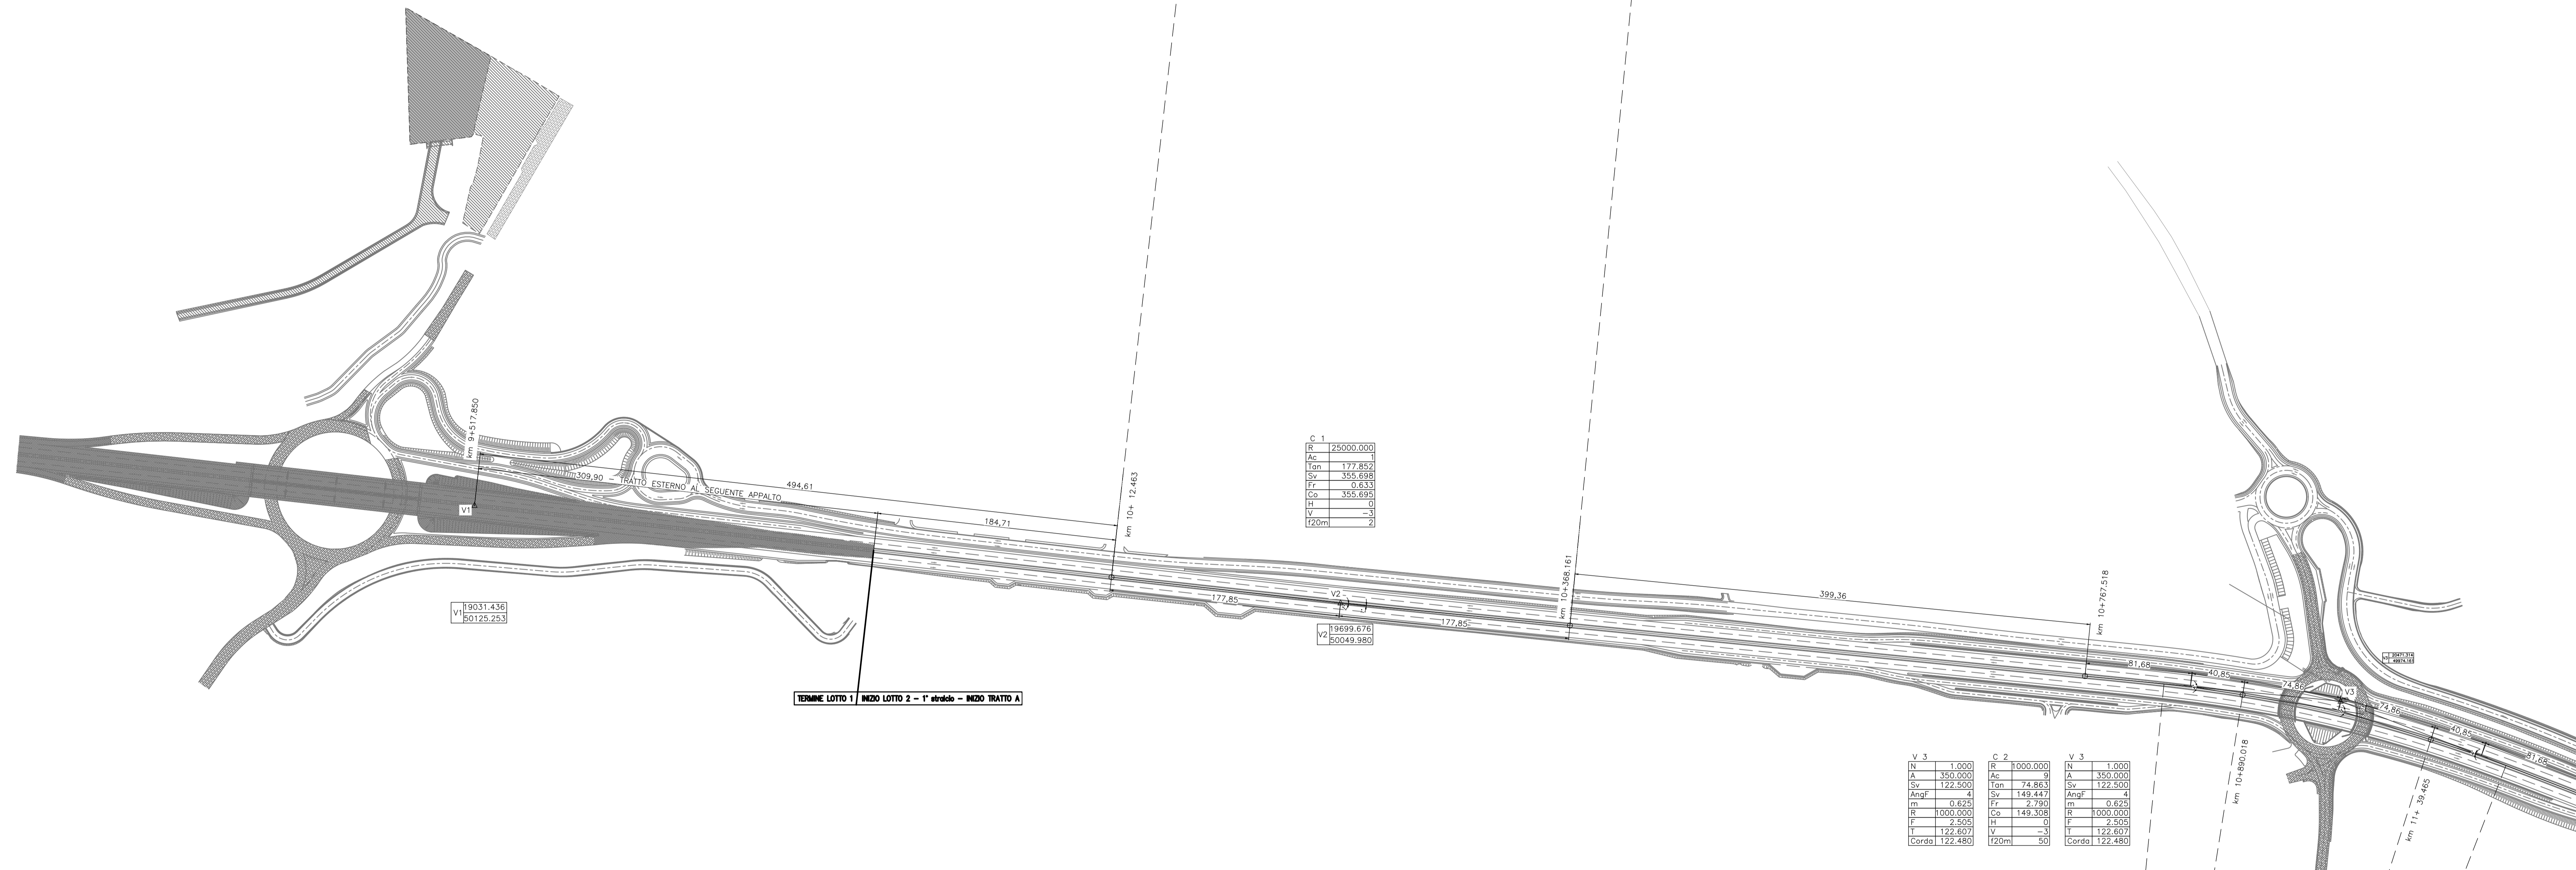 km 9+517.850
309,90 - TRATTO ESTERNO AL SEGUENTE APPALTO
494,61
184,71
km 10+ 12.463
V1
V1 19031.436
50125.253
TERMINE LOTTO 1 INIZIO LOTTO 2 - 1° stralcio - INIZIO TRATTO A
C 1
R 25000.000
Ac 1
Tan 177.852
Sv 355.698
Fr 0.633
Co 355.695
H 0
V -3
f20m 2
177,85
V2
177,85
V2 19699.676
50049.980
km 10+368.161
399,36
km 10+767.518
81,68
40,85
74,86
V3
74,86
40,85
81,68
km 10+890.018
km 11+ 39.465
V 3
N 1.000
A 350.000
Sv 122.500
AngF 4
m 0.625
R 1000.000
F 2.505
T 122.607
Corda 122.480
C 2
R 1000.000
Ac 9
Tan 74.863
Sv 149.447
Fr 2.790
Co 149.308
H 0
V -3
f20m 50
V 3
N 1.000
A 350.000
Sv 122.500
AngF 4
m 0.625
R 1000.000
F 2.505
T 122.607
Corda 122.480